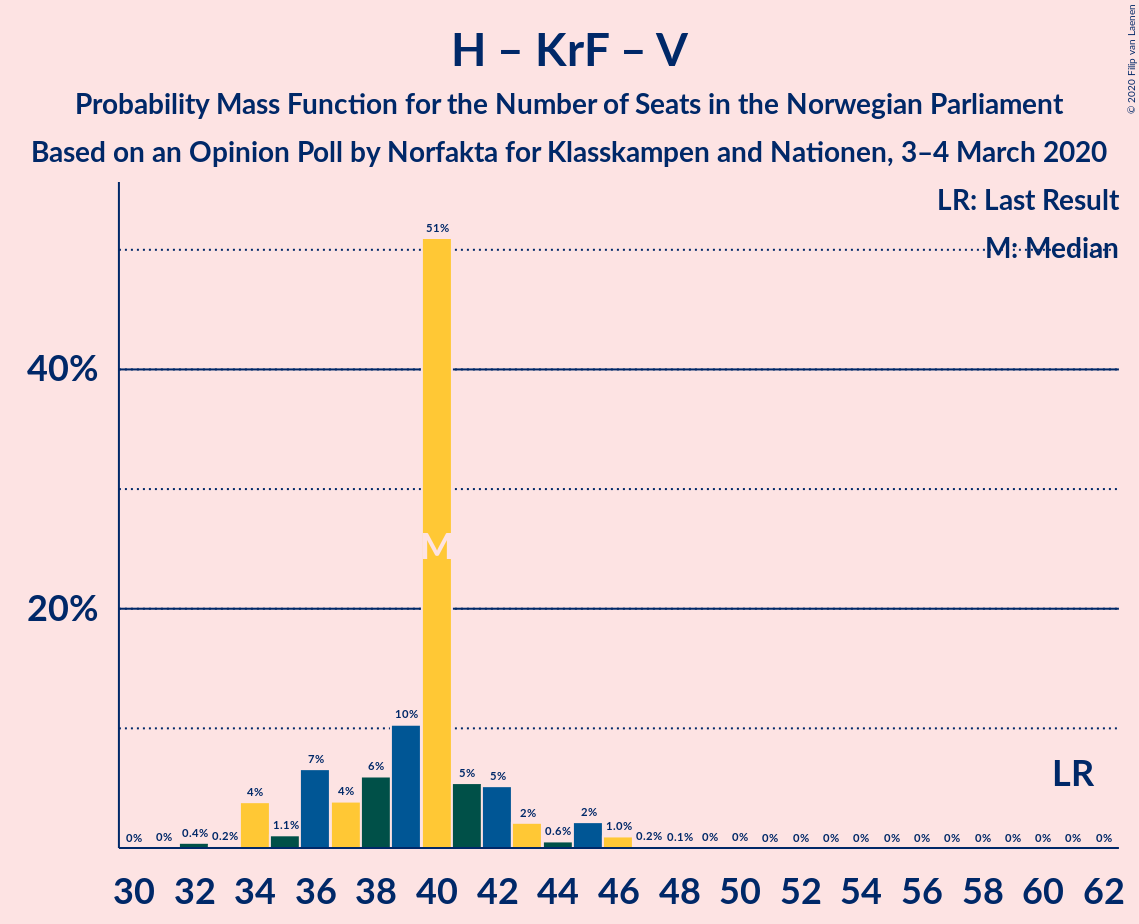 H – KrF – V
Probability Mass Function for the Number of Seats in the Norwegian Parliament
Based on an Opinion Poll by Norfakta for Klasskampen and Nationen, 3–4 March 2020
© 2020 Filip van Laenen
LR: Last Result
M: Median
51%
40%
M
20%
10%
LR
7%
6%
5%
5%
4%
4%
2%
2%
1.1%
1.0%
0.6%
0.4%
0.2%
0.2%
0.1%
0% 0% 0% 0% 0% 0% 0% 0% 0% 0% 0% 0% 0% 0% 0% 0%
30 32 34 36 38 40 42 44 46 48 50 52 54 56 58 60 62